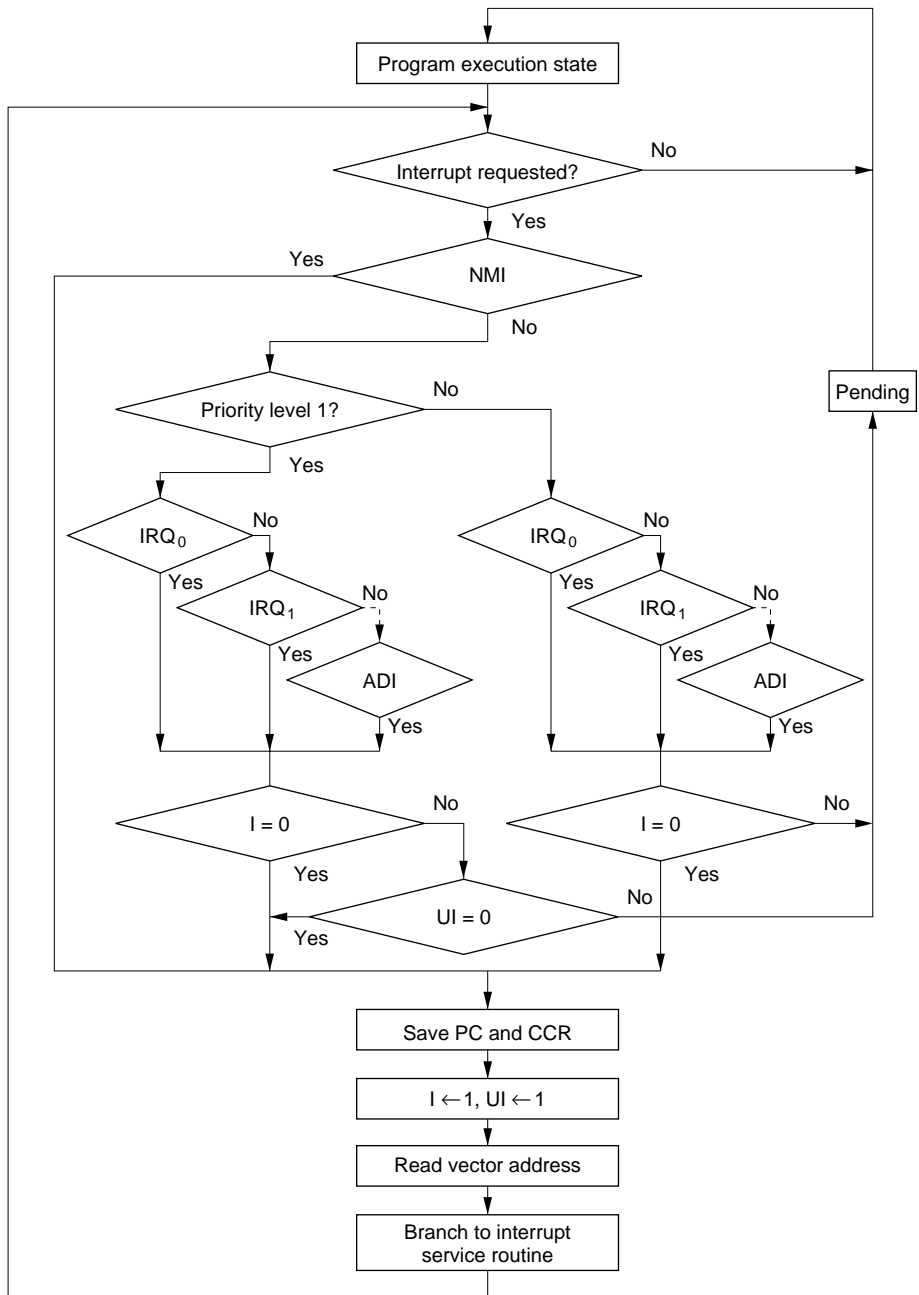 Program execution state
Interrupt requested?
No
Yes
Yes
NMI
No
Priority level 1?
No
Pending
Yes
IRQ0
No
IRQ0
No
Yes
IRQ1
No
Yes
IRQ1
No
Yes
ADI
Yes
ADI
Yes
Yes
I = 0
No
I = 0
No
Yes
Yes
UI = 0
No
Yes
Save PC and CCR
I ← 1, UI ← 1
Read vector address
Branch to interrupt
service routine